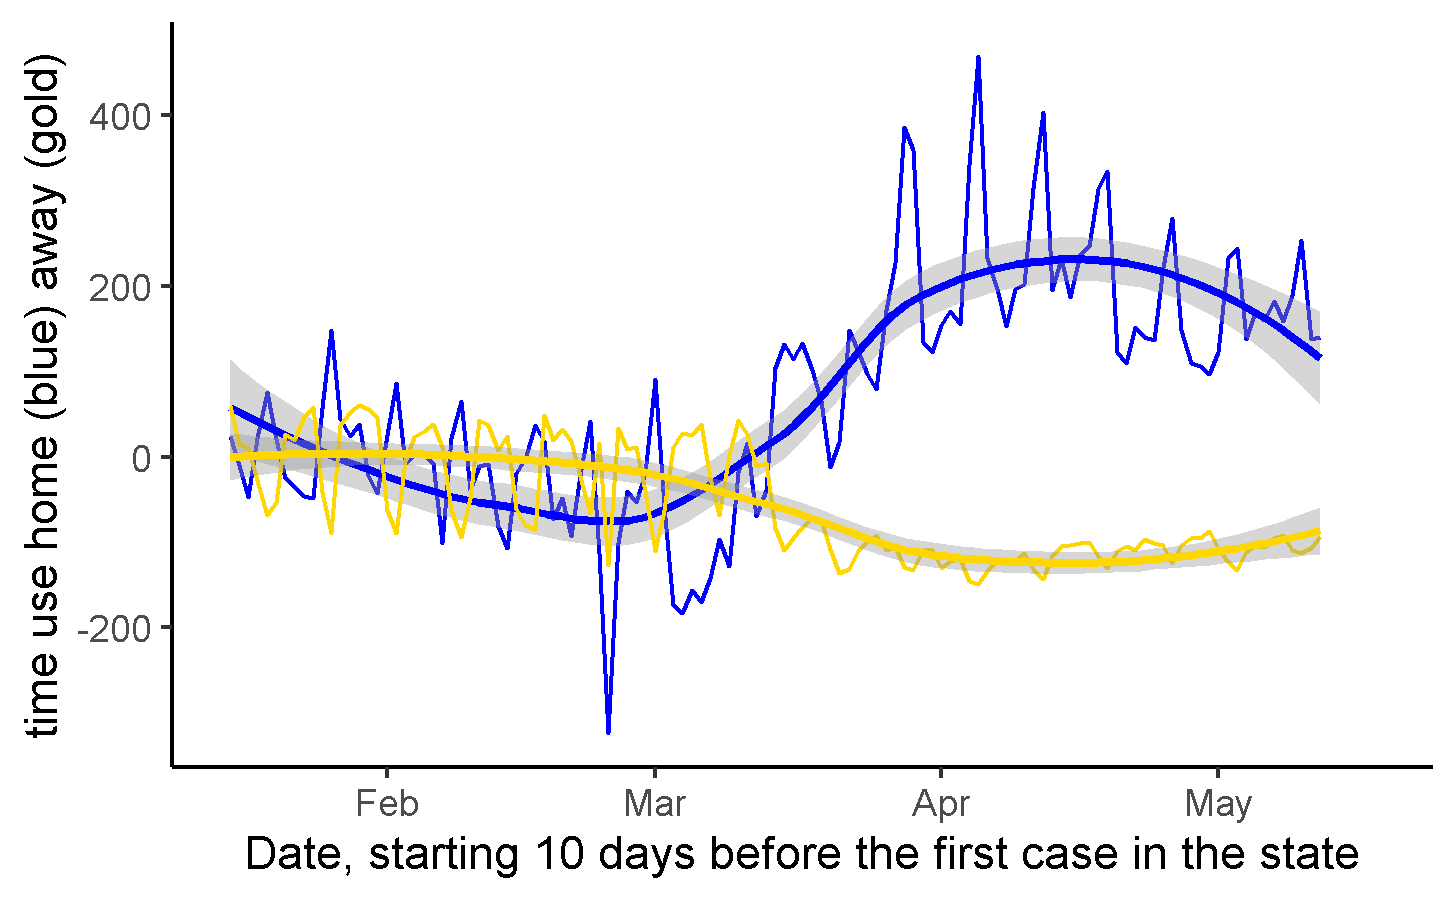 time use home (blue) away (gold)
400
200
0
-200
Feb Mar Apr May
Date, starting 10 days before the first case in the state